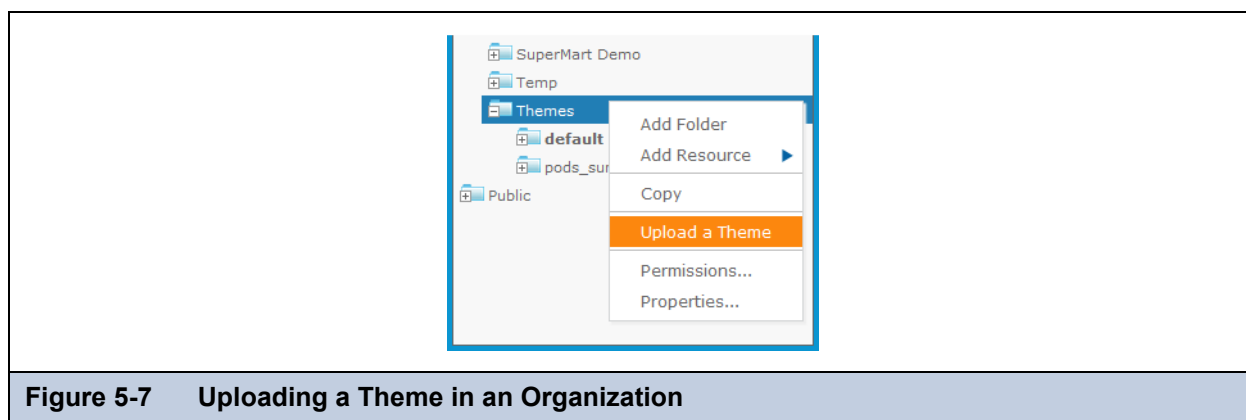 SuperMart Demo
Temp
Themes
default
Public
Add Folder
Add Resource
Copy
Upload a Theme
Permissions...
Properties...
Figure 5-7 Uploading a Theme in an Organization